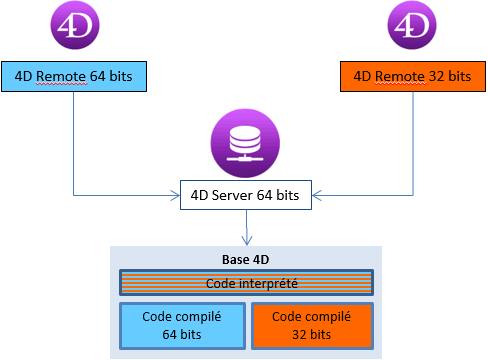 4D
4D
4D Remote 64 bits
4D Remote 32 bits
4D Server 64 bits
Base 4D
Code interprété
Code compilé
64 bits
Code compilé
32 bits